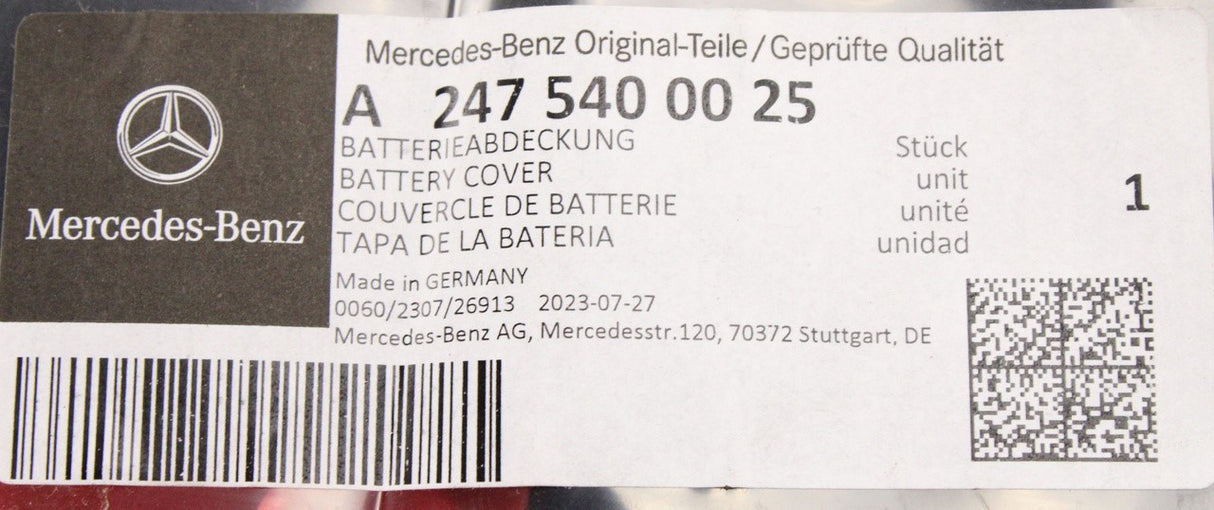 Mercedes-Benz
Mercedes-Benz Original-Teile/Geprüfte Qualität
A 247 540 00 25
BATTERIEABDECKUNG Stück
BATTERY COVER unit
COUVERCLE DE BATTERIE unité
TAPA DE LA BATERIA unidad
1
Made in GERMANY
0060/2307/26913 2023-07-27
Mercedes-Benz AG, Mercedesstr.120, 70372 Stuttgart, DE